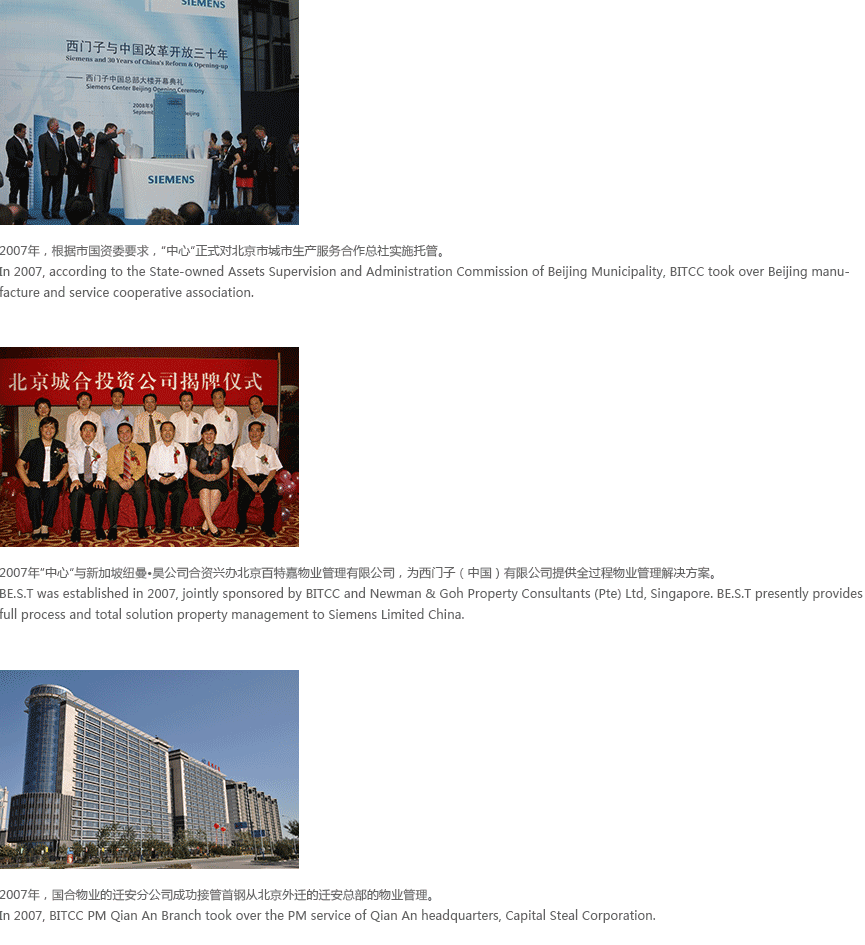 SIEMENS
西门子与中国改革开放三十年
Siemens and 30 Years of China's Reform & Opening-up
—— 西门子中国总部大楼开幕典礼
Siemens Center Beijing Opening Ceremony
2008年9
September
Beijing
源
SIEMENS
2007年，根据市国资委要求，“中心”正式对北京市城市生产服务合作总社实施托管。
In 2007, according to the State-owned Assets Supervision and Administration Commission of Beijing Municipality, BITCC took over Beijing manu-
facture and service cooperative association.
北京城合投资公司揭牌仪式
2007年”中心“与新加坡纽曼•昊公司合资兴办北京百特嘉物业管理有限公司，为西门子（中国）有限公司提供全过程物业管理解决方案。
BE.S.T was established in 2007, jointly sponsored by BITCC and Newman & Goh Property Consultants (Pte) Ltd, Singapore. BE.S.T presently provides
full process and total solution property management to Siemens Limited China.
2007年，国合物业的迁安分公司成功接管首钢从北京外迁的迁安总部的物业管理。
In 2007, BITCC PM Qian An Branch took over the PM service of Qian An headquarters, Capital Steal Corporation.